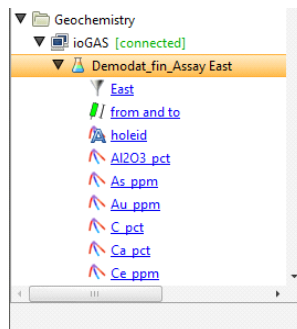 Geochemistry
ioGAS [connected]
Demodat_fin_Assay East
East
from and to
holeid
Al2O3_pct
As_ppm
Au_ppm
C_pct
Ca_pct
Ce_ppm